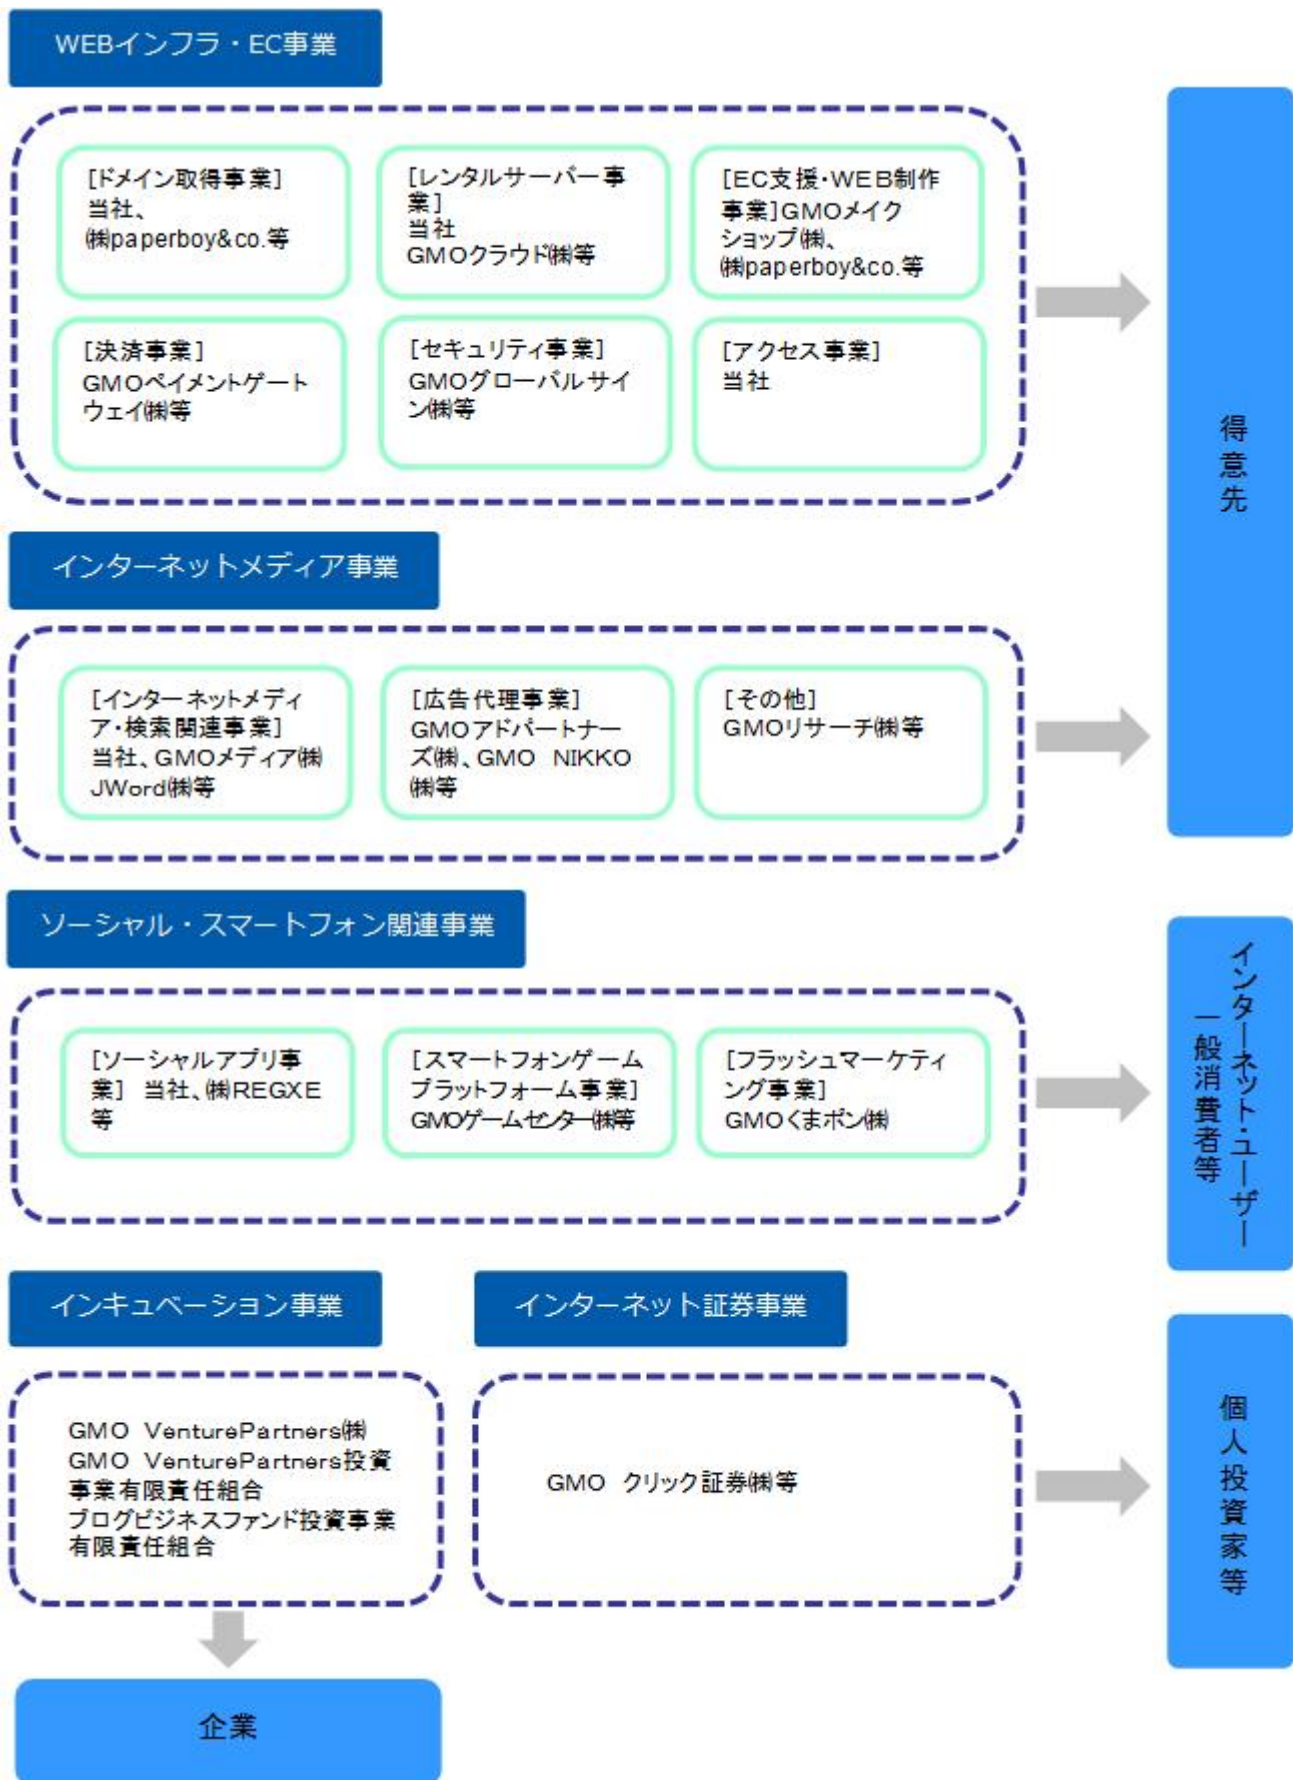 WEBインフラ・EC事業
[ドメイン取得事業]
当社、
㈱paperboy&co.等
[レンタルサーバー事
業]
当社
GMOクラウド㈱等
[EC支援・WEB制作
事業]GMOメイク
ショップ㈱、
㈱paperboy&co.等
[決済事業]
GMOペイメントゲート
ウェイ㈱等
[セキュリティ事業]
GMOグローバルサイ
ン㈱等
[アクセス事業]
当社
得意先
インターネットメディア事業
[インターネットメディ
ア・検索関連事業]
当社、GMOメディア㈱
JWord㈱等
[広告代理事業]
GMOアドパートナー
ズ㈱、GMO NIKKO
㈱等
[その他]
GMOリサーチ㈱等
ソーシャル・スマートフォン関連事業
[ソーシャルアプリ事
業] 当社、㈱REGXE
等
[スマートフォンゲーム
プラットフォーム事業]
GMOゲームセンター㈱等
[フラッシュマーケティ
ング事業]
GMOくまポン㈱
インターネット・ユーザー
一般消費者等
インキュベーション事業
GMO VenturePartners㈱
GMO VenturePartners投資
事業有限責任組合
ブログビジネスファンド投資事業
有限責任組合
インターネット証券事業
GMO クリック証券㈱等
個人投資家等
企業